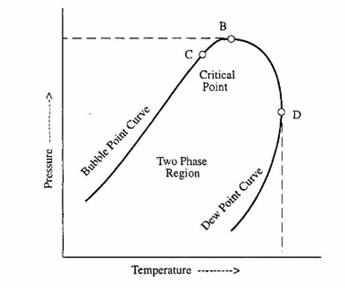 B
C
Critical
Point
D
Bubble Point Curve
Two Phase
Region
Dew Point Curve
Pressure ---->
Temperature ------->